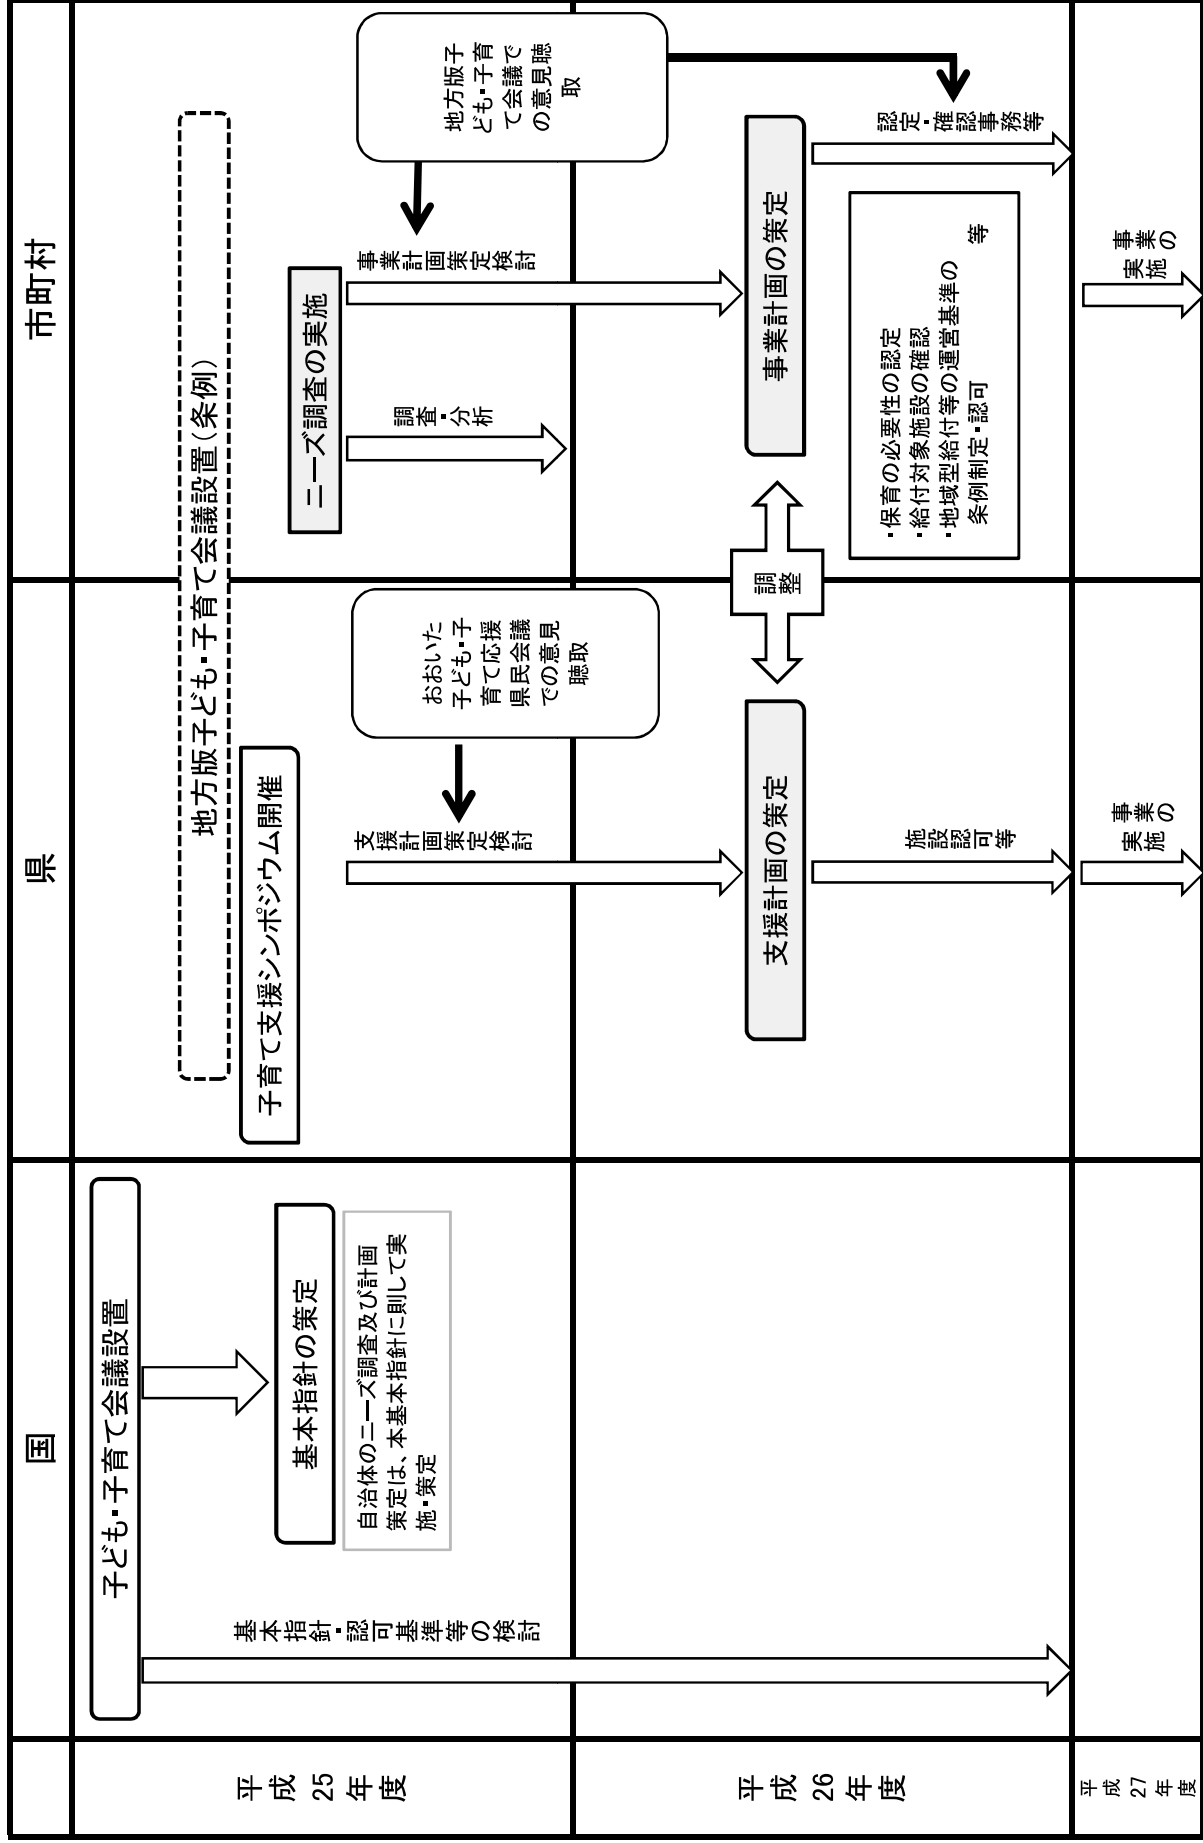 国
県
市町村
平成
25
年度
子ども・子育て会議設置
基本指針の策定
自治体のニーズ調査及び計画
策定は、本基本指針に則して実
施・策定
基本指針・認可基準等の検討
地方版子ども・子育て会議設置(条例)
子育て支援シンポジウム開催
支援計画策定検討
おおいた
子ども・子
育て応援
県民会議
での意見
聴取
ニーズ調査の実施
調査・分析
事業計画策定検討
地方版子
ども・子育
て会議で
の意見聴
取
平成
26
年度
支援計画の策定
調
整
事業計画の策定
施設認可等
・保育の必要性の認定
・給付対象施設の確認
・地域型給付等の運営基準の
条例制定・認可 等
認定・確認事務等
平成
27
年度
事業の
実施
事業の
実施